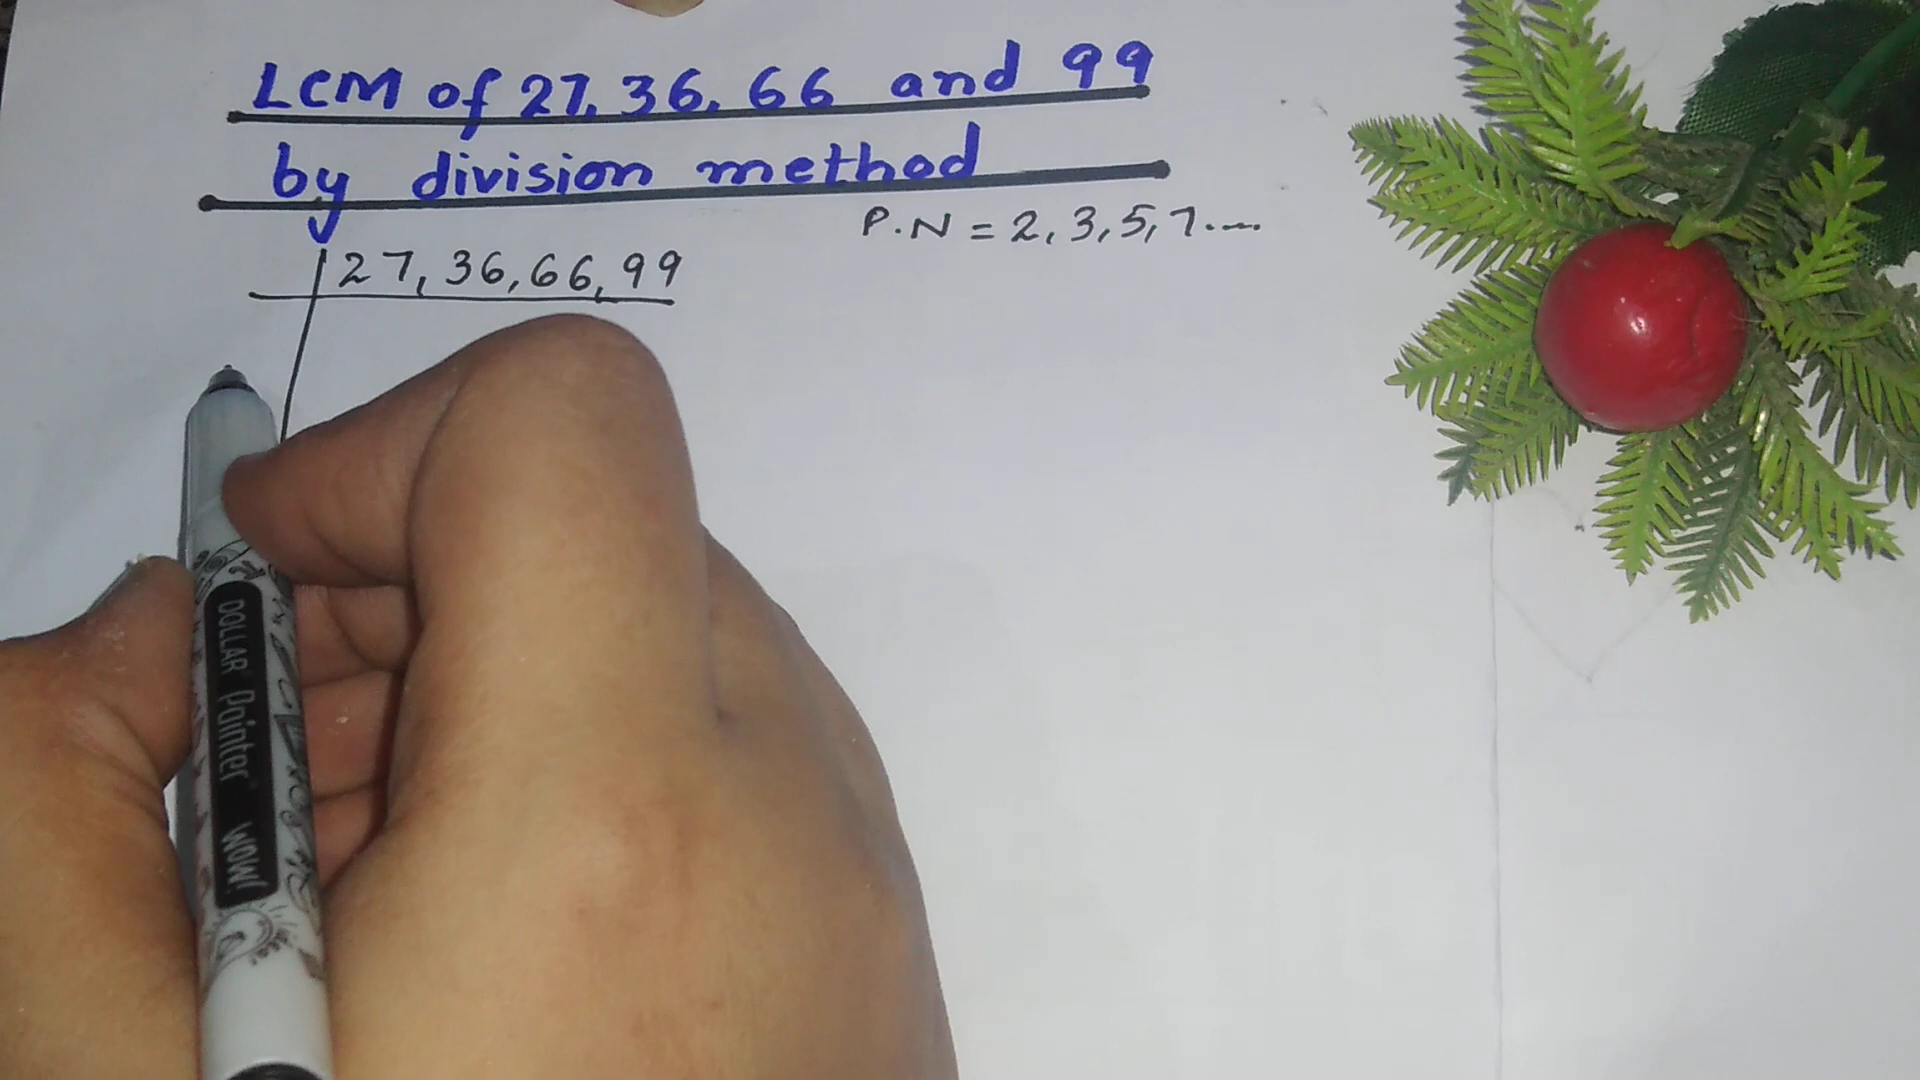 LCM of 27, 36, 66 and 99
by division method
P.N = 2, 3, 5, 7....
27, 36, 66, 99
DOLLAR Pointer WOW!